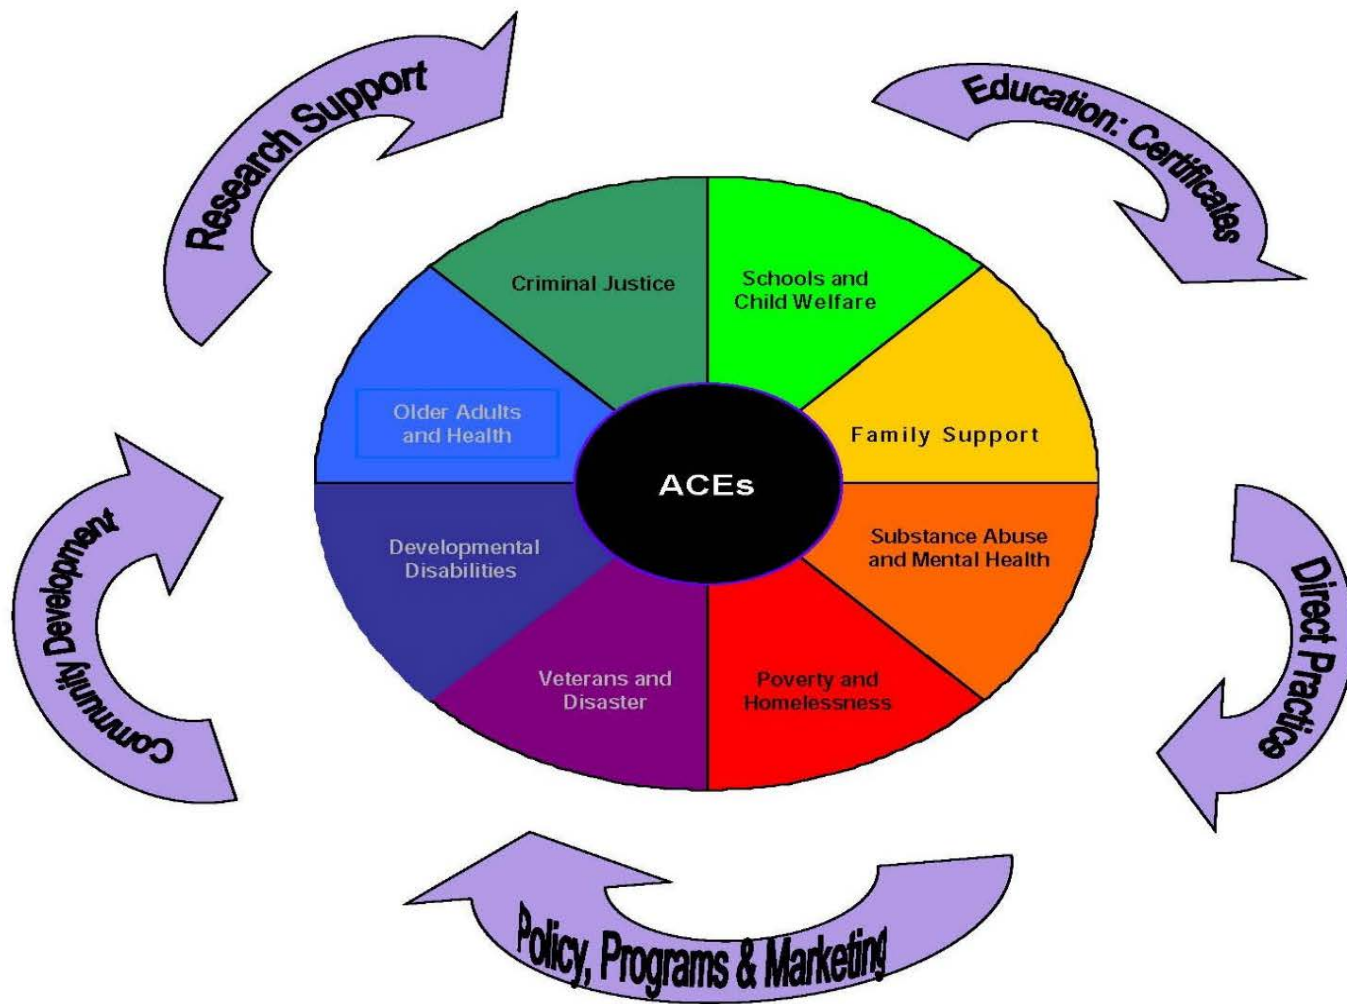 Research Support
Education: Certificates
Criminal Justice
Schools and
Child Welfare
Older Adults
and Health
Family Support
ACEs
Developmental
Disabilities
Substance Abuse
and Mental Health
Veterans and
Disaster
Poverty and
Homelessness
Community Development
Direct Practice
Policy, Programs & Marketing